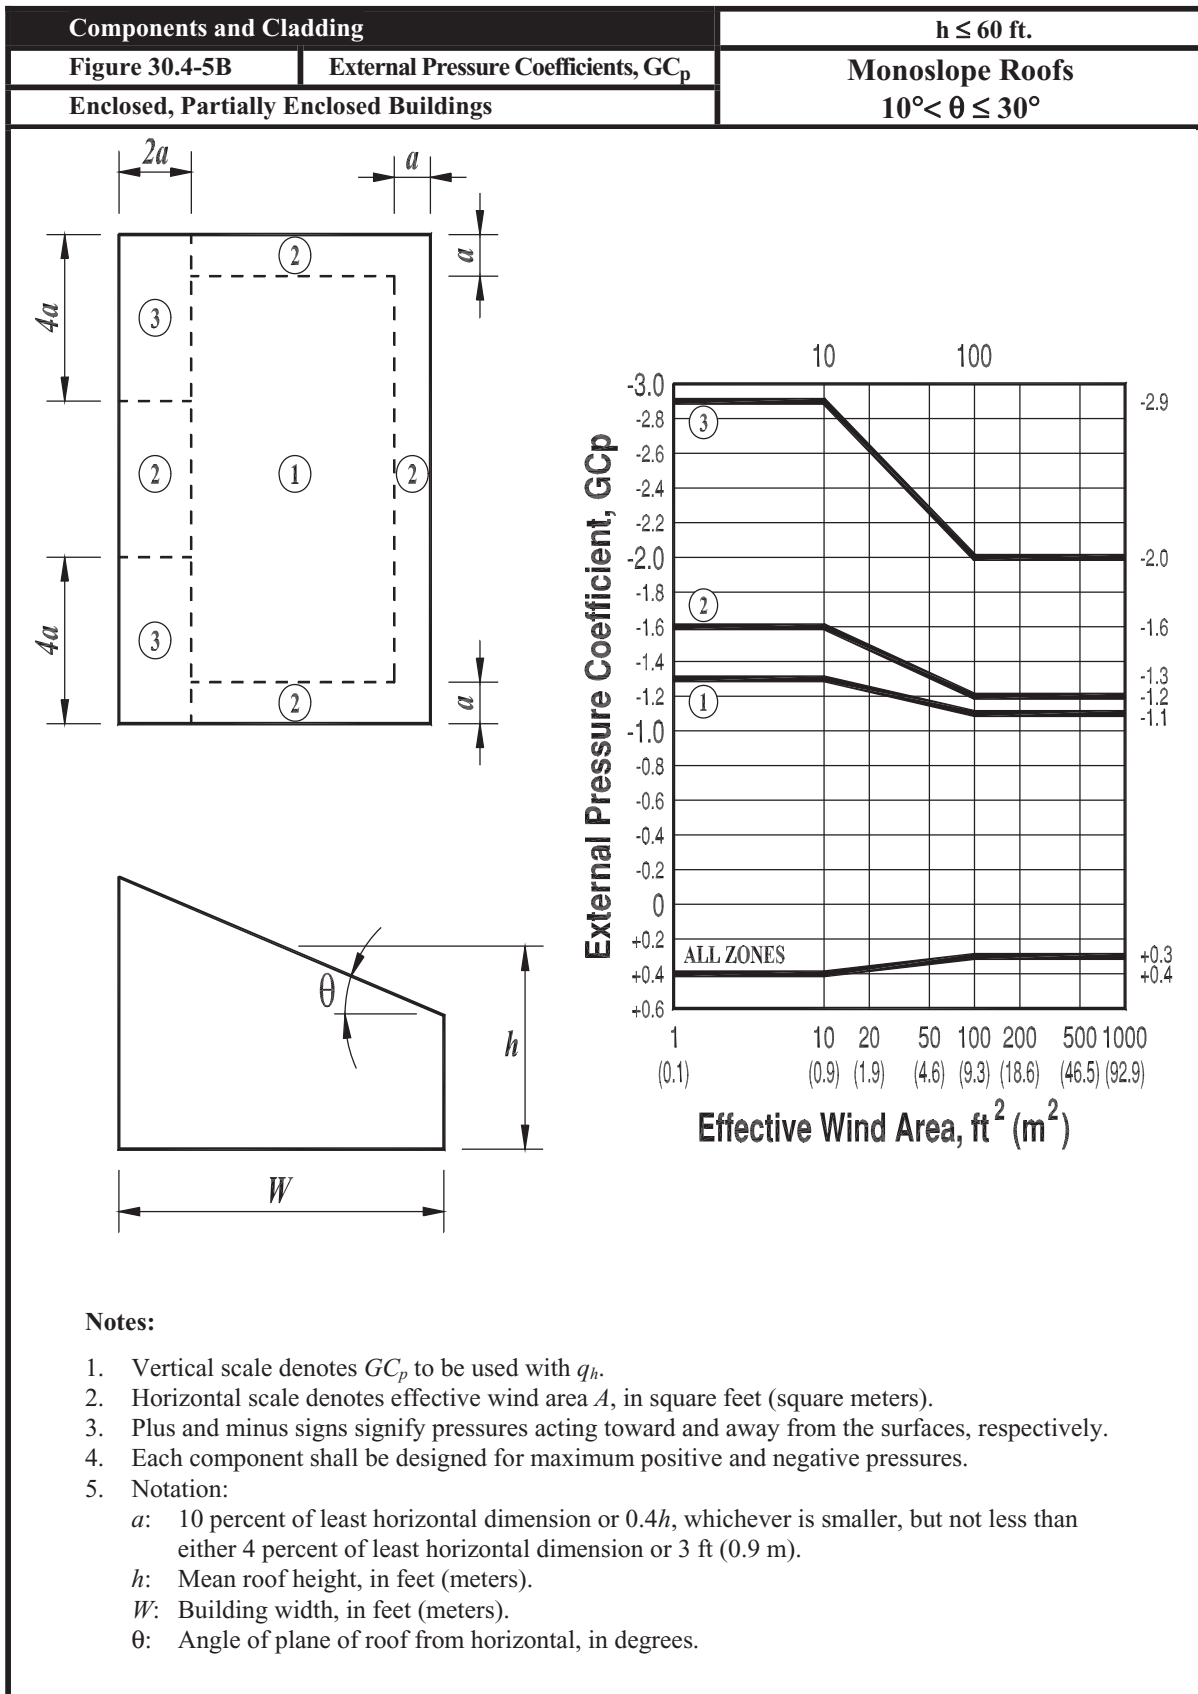 Components and Cladding
h ≤ 60 ft.
Figure 30.4-5B
External Pressure Coefficients, GCp
Monoslope Roofs
Enclosed, Partially Enclosed Buildings
10°< θ ≤ 30°
2a
a
a
4a
4a
a
2
3
2
1
2
3
2
10 100
External Pressure Coefficient, GCp
-3.0
-2.8
-2.6
-2.4
-2.2
-2.0
-1.8
-1.6
-1.4
-1.2
-1.0
-0.8
-0.6
-0.4
-0.2
0
+0.2
+0.4
+0.6
3
2
1
ALL ZONES
-2.9
-2.0
-1.6
-1.3
-1.2
-1.1
+0.3
+0.4
1 10 20 50 100 200 500 1000
(0.1) (0.9) (1.9) (4.6) (9.3) (18.6) (46.5) (92.9)
Effective Wind Area, ft² (m²)
θ
h
W
Notes:
1. Vertical scale denotes GCp to be used with qh.
2. Horizontal scale denotes effective wind area A, in square feet (square meters).
3. Plus and minus signs signify pressures acting toward and away from the surfaces, respectively.
4. Each component shall be designed for maximum positive and negative pressures.
5. Notation:
a: 10 percent of least horizontal dimension or 0.4h, whichever is smaller, but not less than
either 4 percent of least horizontal dimension or 3 ft (0.9 m).
h: Mean roof height, in feet (meters).
W: Building width, in feet (meters).
θ: Angle of plane of roof from horizontal, in degrees.